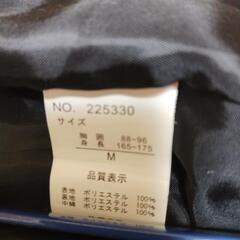 NO. 225330
サイズ
胸囲 88-96
身長 165-175
M
品質表示
表地 ポリエステル 100%
裏地 ポリエステル 100%
中綿 ポリエステル 100%